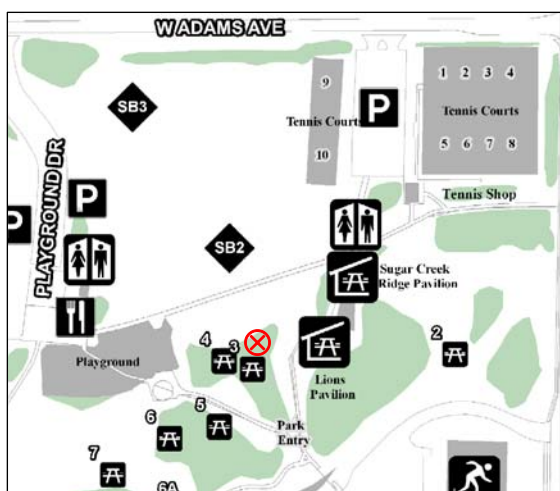 W ADAMS AVE
1 2 3 4
9
SB3
P
Tennis Courts
Tennis Courts
10
5 6 7 8
P
Tennis Shop
PLAYGROUND DR
P
SB2
Sugar Creek
Ridge Pavilion
4
3
2
Playground
Lions
Pavilion
5
6
Park
Entry
7
6A